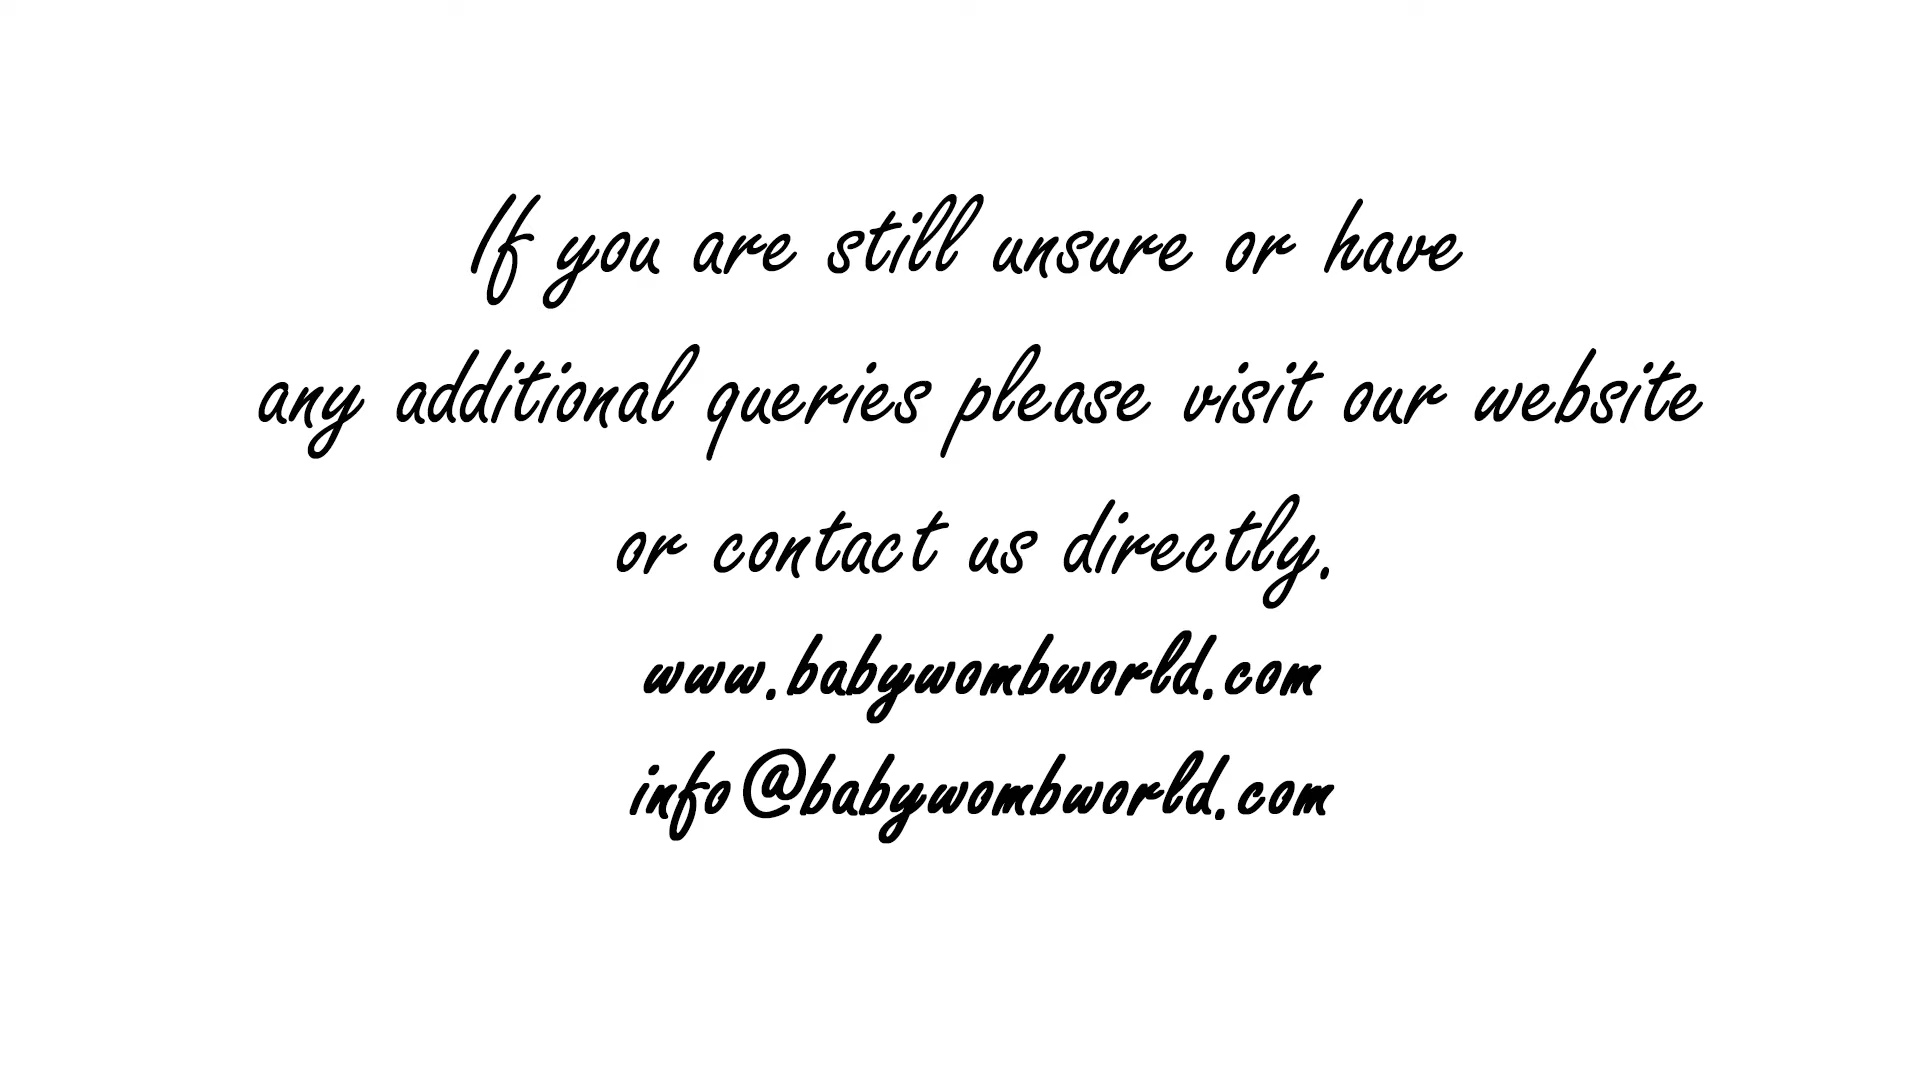 If you are still unsure or have
any additional queries please visit our website
or contact us directly.
www.babywombworld.com
info@babywombworld.com